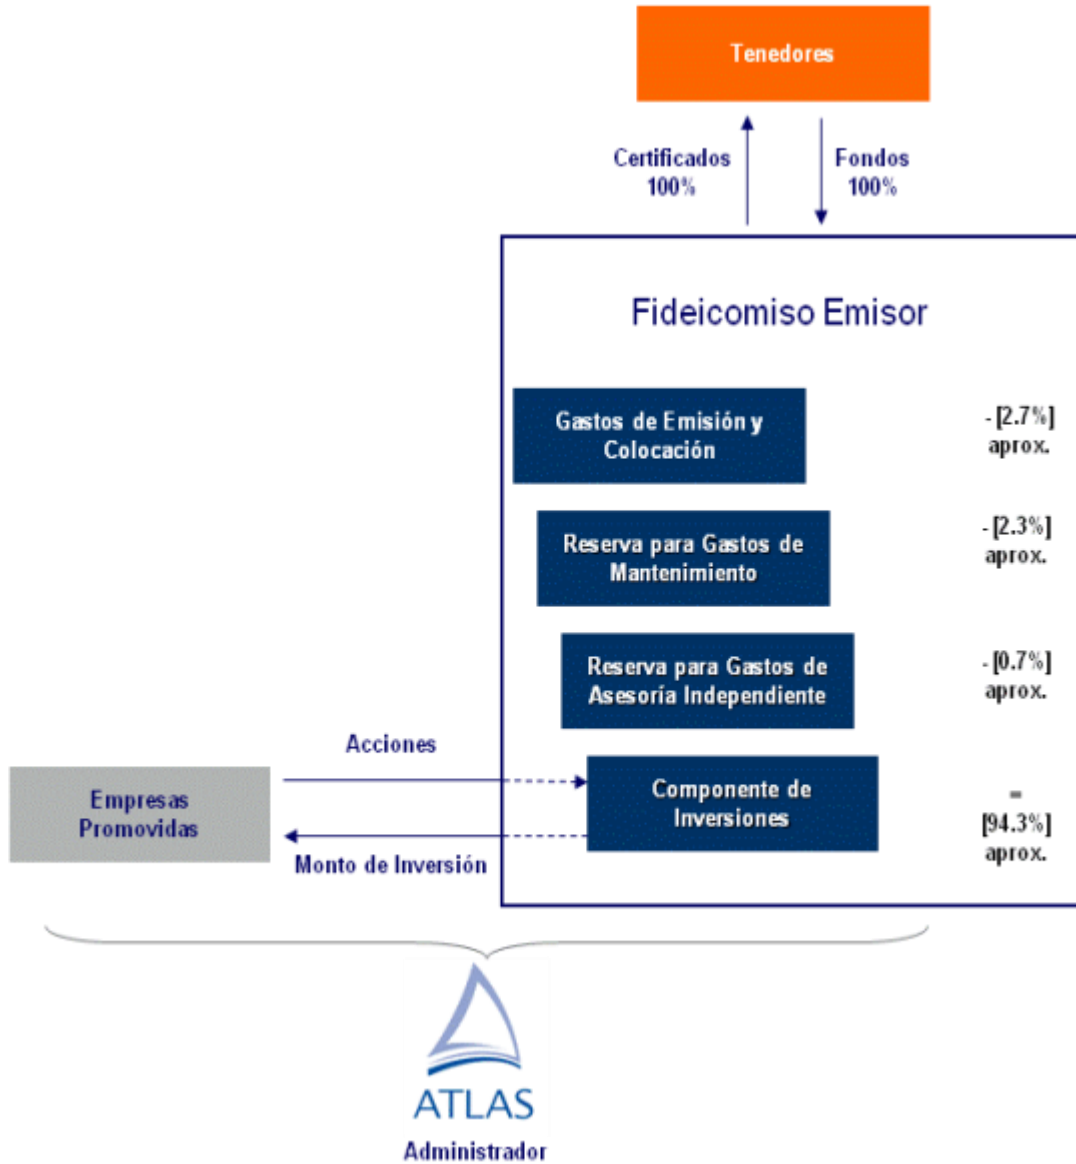 Tenedores
Certificados
100%
Fondos
100%
Fideicomiso Emisor
Gastos de Emisión y
Colocación
- [2.7%]
aprox.
Reserva para Gastos de
Mantenimiento
- [2.3%]
aprox.
Reserva para Gastos de
Asesoría Independiente
- [0.7%]
aprox.
Acciones
Empresas
Promovidas
Monto de Inversión
Componente de
Inversiones
=
[94.3%]
aprox.
ATLAS
Administrador